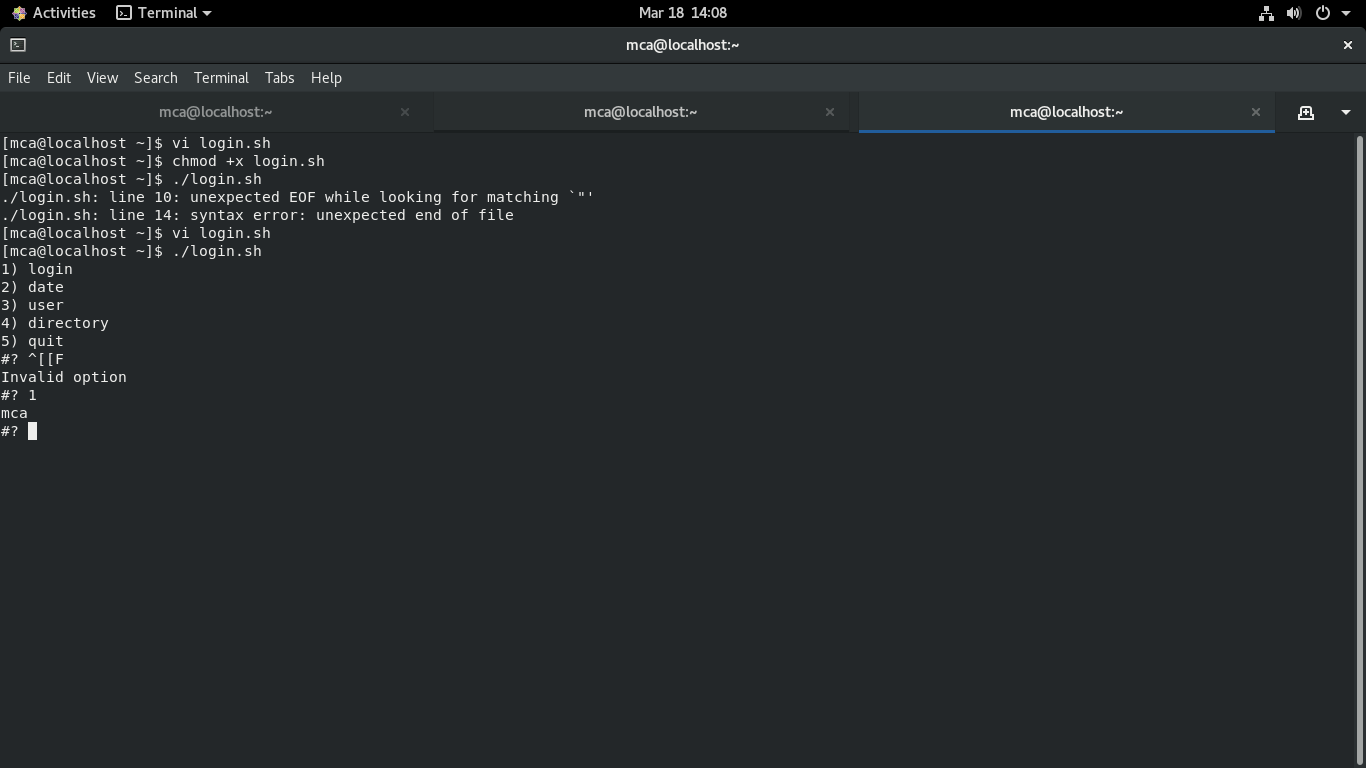 Activities Terminal Mar 18 14:08
mca@localhost:~
File Edit View Search Terminal Tabs Help
mca@localhost:~ mca@localhost:~ mca@localhost:~
[mca@localhost ~]$ vi login.sh
[mca@localhost ~]$ chmod +x login.sh
[mca@localhost ~]$ ./login.sh
./login.sh: line 10: unexpected EOF while looking for matching `"'
./login.sh: line 14: syntax error: unexpected end of file
[mca@localhost ~]$ vi login.sh
[mca@localhost ~]$ ./login.sh
1) login
2) date
3) user
4) directory
5) quit
#? ^[[F
Invalid option
#? 1
mca
#?